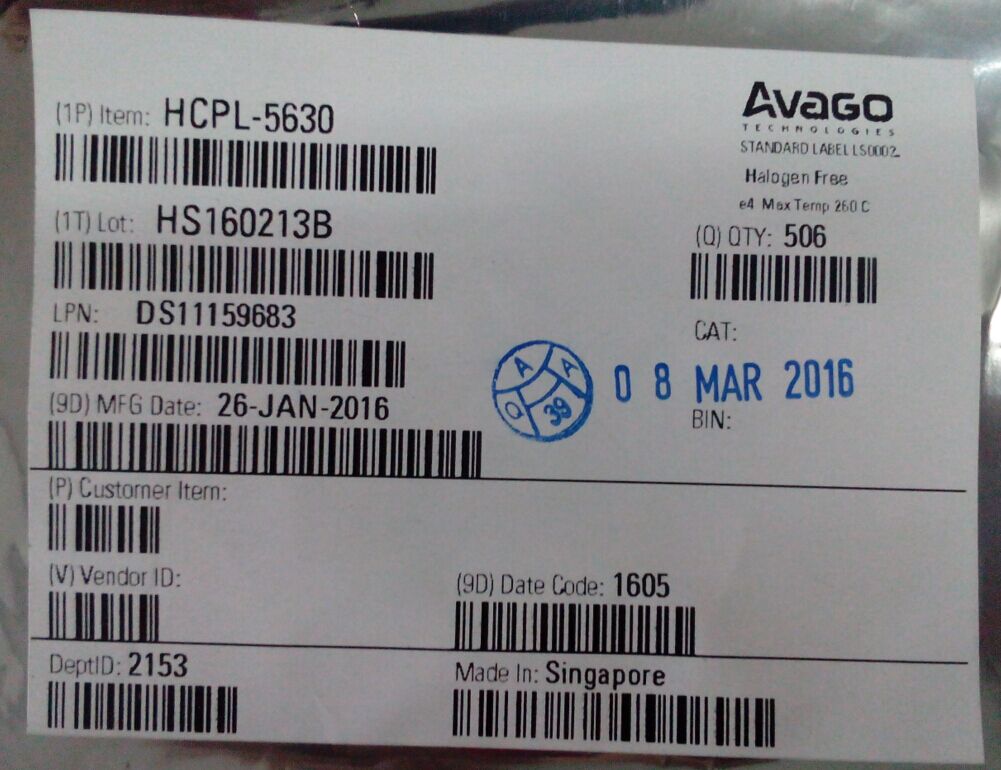 (1P) Item: HCPL-5630
AVAGO
TECHNOLOGIES
STANDARD LABEL LS0002
Halogen Free
e4 Max Temp 260 C
(1T) Lot: HS160213B
(Q) QTY: 506
LPN: DS11159683
CAT:
A A
Q 39
08 MAR 2016
(9D) MFG Date: 26-JAN-2016
BIN:
(P) Customer Item:
(V) Vendor ID:
(9D) Date Code: 1605
DeptID: 2153
Made In: Singapore